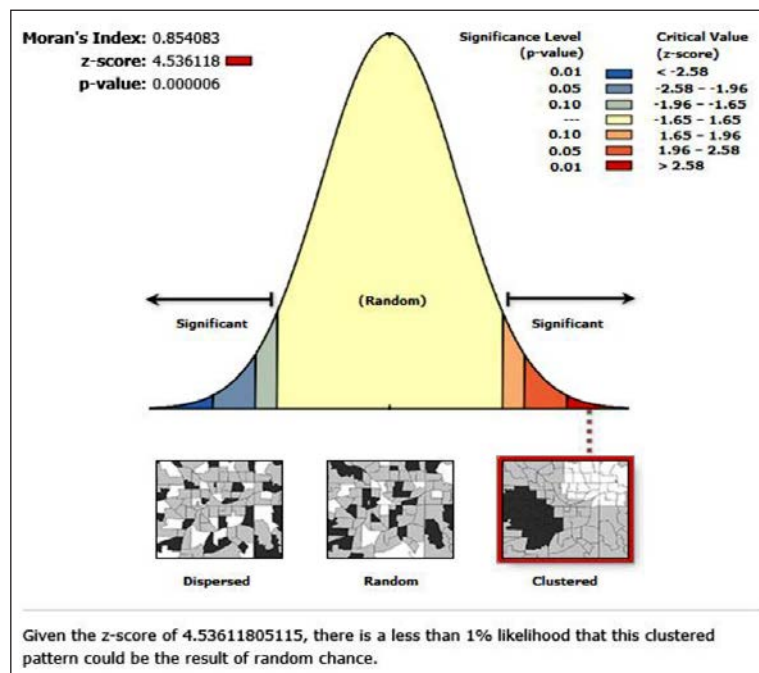 Moran's Index: 0.854083
z-score: 4.536118
p-value: 0.000006
Significance Level
(p-value)
Critical Value
(z-score)
0.01 < -2.58
0.05 -2.58 – -1.96
0.10 -1.96 – -1.65
--- -1.65 – 1.65
0.10 1.65 – 1.96
0.05 1.96 – 2.58
0.01 > 2.58
(Random)
Significant
Significant
Dispersed
Random
Clustered
Given the z-score of 4.53611805115, there is a less than 1% likelihood that this clustered
pattern could be the result of random chance.